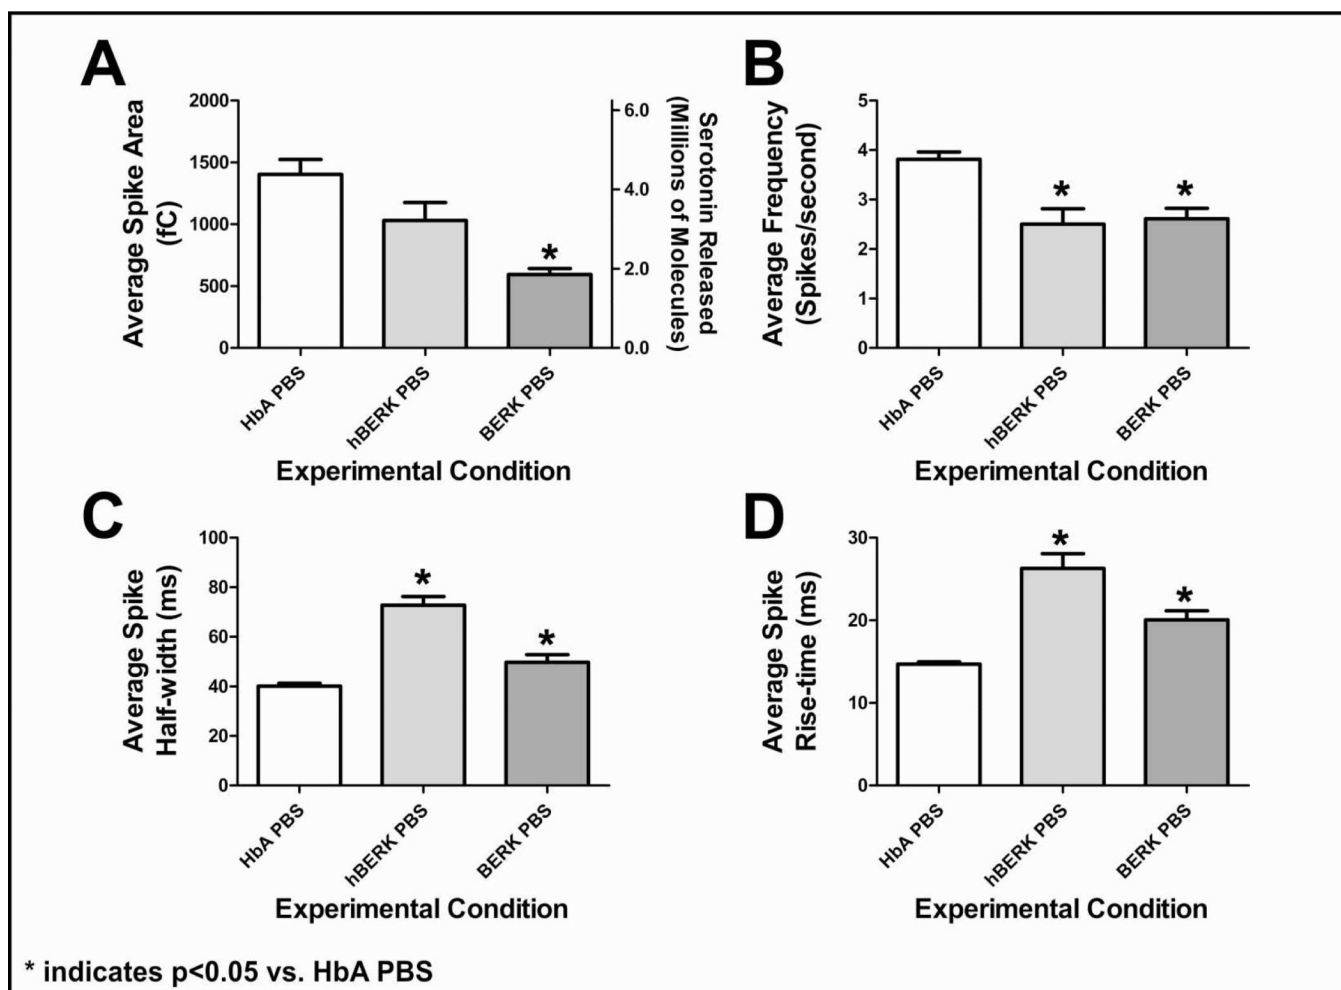 A
Average Spike Area
(fC)
2000
1500
1000
500
0
6.0
4.0
2.0
0.0
Serotonin Released
(Millions of Molecules)
*
HbA PBS
hBERK PBS
BERK PBS
Experimental Condition
B
Average Frequency
(Spikes/second)
5
4
3
2
1
0
*
*
HbA PBS
hBERK PBS
BERK PBS
Experimental Condition
C
Average Spike
Half-width (ms)
100
80
60
40
20
0
*
*
HbA PBS
hBERK PBS
BERK PBS
Experimental Condition
D
Average Spike
Rise-time (ms)
30
20
10
0
*
*
HbA PBS
hBERK PBS
BERK PBS
Experimental Condition
* indicates p<0.05 vs. HbA PBS